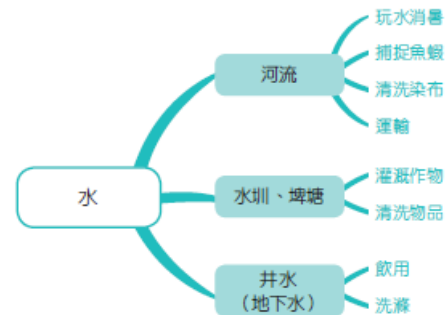 水
河流
玩水消暑
捕捉魚蝦
清洗染布
運輸
水圳、埤塘
灌溉作物
清洗物品
井水
（地下水）
飲用
洗滌